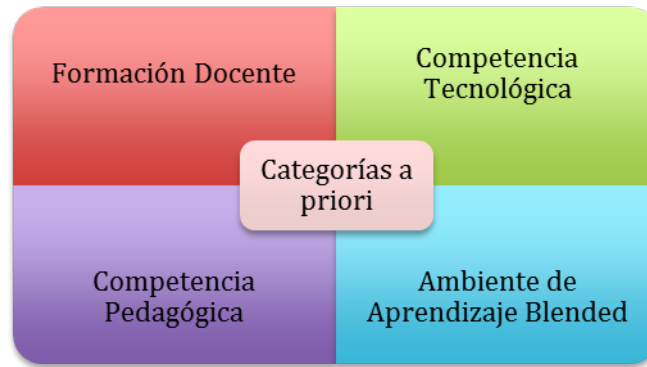 Formación Docente
Competencia
Tecnológica
Categorías a
priori
Competencia
Pedagógica
Ambiente de
Aprendizaje Blended